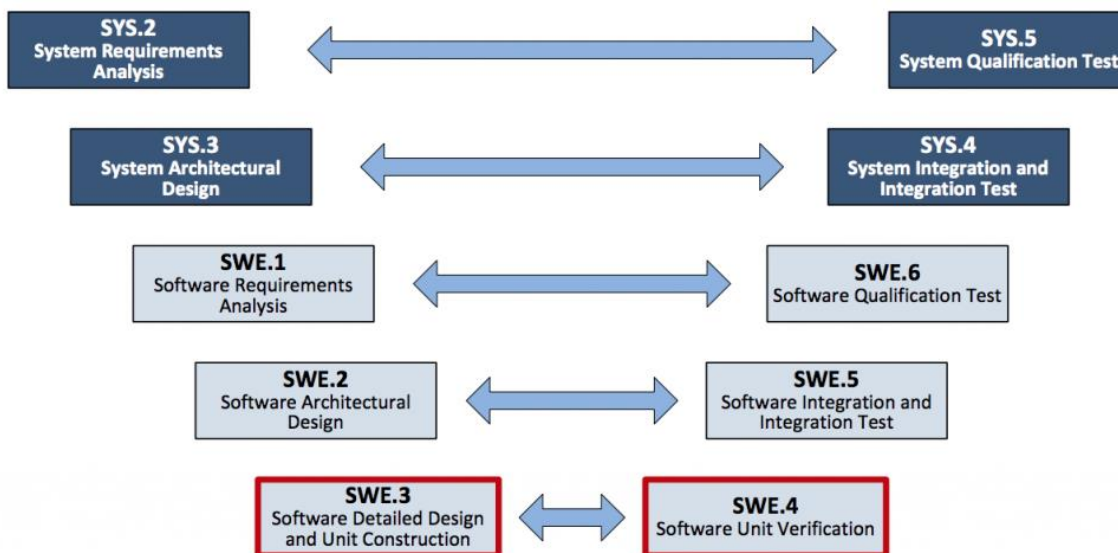 SYS.2
System Requirements
Analysis
SYS.5
System Qualification Test
SYS.3
System Architectural
Design
SYS.4
System Integration and
Integration Test
SWE.1
Software Requirements
Analysis
SWE.6
Software Qualification Test
SWE.2
Software Architectural
Design
SWE.5
Software Integration and
Integration Test
SWE.3
Software Detailed Design
and Unit Construction
SWE.4
Software Unit Verification